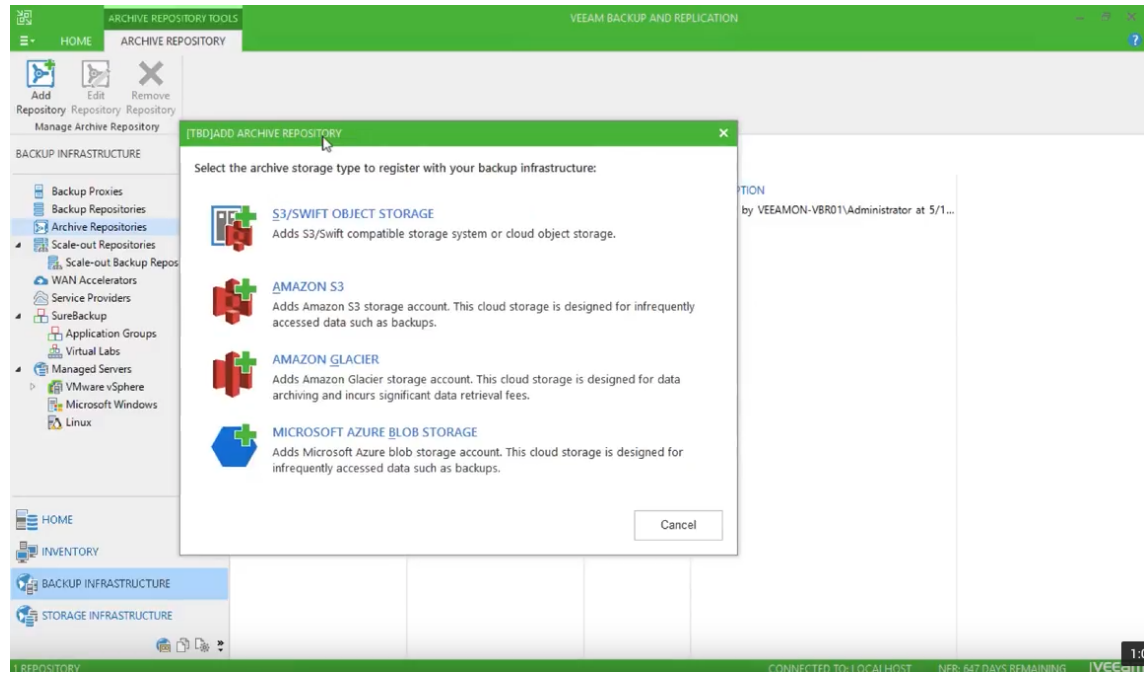 ARCHIVE REPOSITORY TOOLS
VEEAM BACKUP AND REPLICATION
HOME
ARCHIVE REPOSITORY
Add Repository
Edit Repository
Remove Repository
Manage Archive Repository
BACKUP INFRASTRUCTURE
Backup Proxies
Backup Repositories
Archive Repositories
Scale-out Repositories
Scale-out Backup Repos
WAN Accelerators
Service Providers
SureBackup
Application Groups
Virtual Labs
Managed Servers
VMware vSphere
Microsoft Windows
Linux
HOME
INVENTORY
BACKUP INFRASTRUCTURE
STORAGE INFRASTRUCTURE
[TBD]ADD ARCHIVE REPOSITORY
Select the archive storage type to register with your backup infrastructure:
S3/SWIFT OBJECT STORAGE
Adds S3/Swift compatible storage system or cloud object storage.
AMAZON S3
Adds Amazon S3 storage account. This cloud storage is designed for infrequently
accessed data such as backups.
AMAZON GLACIER
Adds Amazon Glacier storage account. This cloud storage is designed for data
archiving and incurs significant data retrieval fees.
MICROSOFT AZURE BLOB STORAGE
Adds Microsoft Azure blob storage account. This cloud storage is designed for
infrequently accessed data such as backups.
Cancel
PTION
by VEEAMON-VBR01\Administrator at 5/1...
1 REPOSITORY
CONNECTED TO: LOCALHOST
NFR: 647 DAYS REMAINING